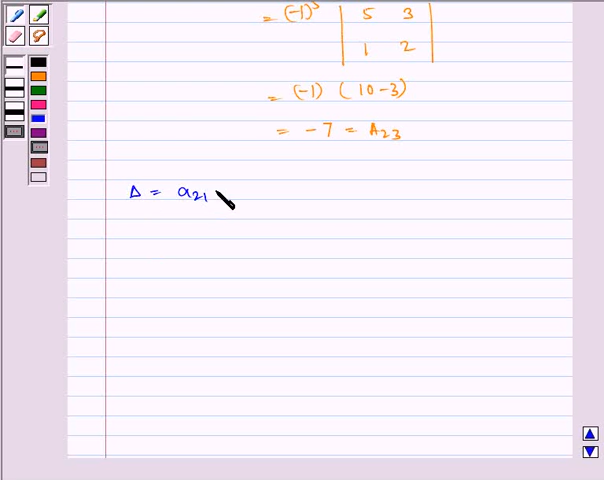 = (-1)⁵ | 5 3 |
| 1 2 |
= (-1) (10-3)
= -7 = A₂₃
Δ = a₂₁